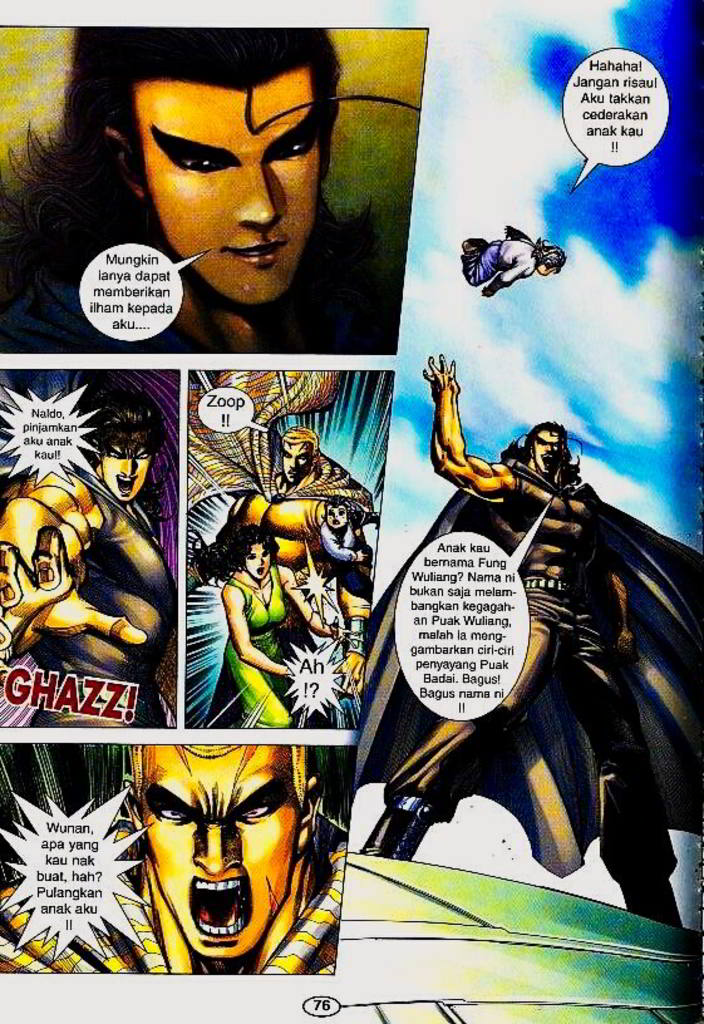 Mungkin
ianya dapat
memberikan
ilham kepada
aku....
Naldo,
pinjamkan
aku anak
kau!!
GHAZZ!
Zoop
!!
Ah
!?
Wunan,
apa yang
kau nak
buat, hah?
Pulangkan
anak aku
!!
Hahaha!
Jangan risau!
Aku takkan
cederakan
anak kau
!!
Anak kau
bernama Fung
Wuliang? Nama ni
bukan saja melam-
bangkan kegagah-
an Puak Wuliang,
malah ia meng-
gambarkan ciri-ciri
penyayang Puak
Badai. Bagus!
Bagus nama ni
!!
76